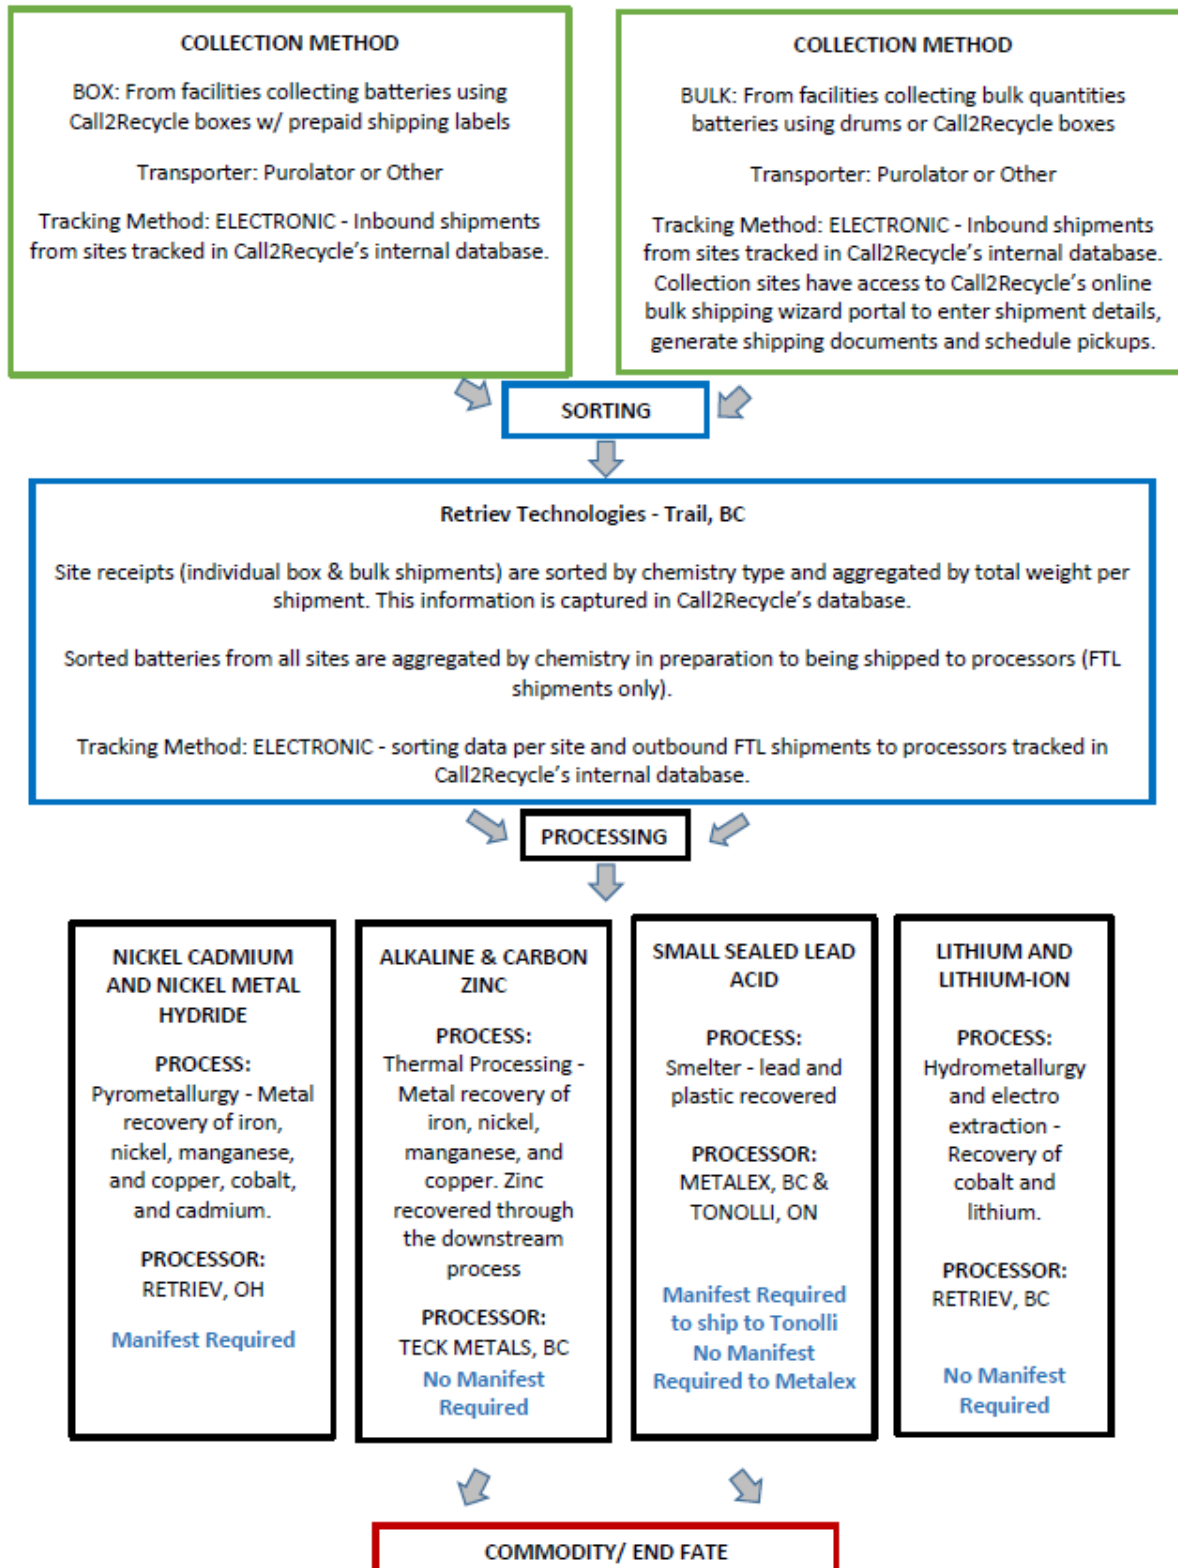 COLLECTION METHOD
BOX: From facilities collecting batteries using
Call2Recycle boxes w/ prepaid shipping labels
Transporter: Purolator or Other
Tracking Method: ELECTRONIC - Inbound shipments
from sites tracked in Call2Recycle's internal database.
COLLECTION METHOD
BULK: From facilities collecting bulk quantities
batteries using drums or Call2Recycle boxes
Transporter: Purolator or Other
Tracking Method: ELECTRONIC - Inbound shipments
from sites tracked in Call2Recycle's internal database.
Collection sites have access to Call2Recycle's online
bulk shipping wizard portal to enter shipment details,
generate shipping documents and schedule pickups.
SORTING
Retriev Technologies - Trail, BC
Site receipts (individual box & bulk shipments) are sorted by chemistry type and aggregated by total weight per
shipment. This information is captured in Call2Recycle's database.
Sorted batteries from all sites are aggregated by chemistry in preparation to being shipped to processors (FTL
shipments only).
Tracking Method: ELECTRONIC - sorting data per site and outbound FTL shipments to processors tracked in
Call2Recycle's internal database.
PROCESSING
NICKEL CADMIUM
AND NICKEL METAL
HYDRIDE
PROCESS:
Pyrometallurgy - Metal
recovery of iron,
nickel, manganese,
and copper, cobalt,
and cadmium.
PROCESSOR:
RETRIEV, OH
Manifest Required
ALKALINE & CARBON
ZINC
PROCESS:
Thermal Processing -
Metal recovery of
iron, nickel,
manganese, and
copper. Zinc
recovered through
the downstream
process
PROCESSOR:
TECK METALS, BC
No Manifest
Required
SMALL SEALED LEAD
ACID
PROCESS:
Smelter - lead and
plastic recovered
PROCESSOR:
METALEX, BC &
TONOLLI, ON
Manifest Required
to ship to Tonolli
No Manifest
Required to Metalex
LITHIUM AND
LITHIUM-ION
PROCESS:
Hydrometallurgy
and electro
extraction -
Recovery of
cobalt and
lithium.
PROCESSOR:
RETRIEV, BC
No Manifest
Required
COMMODITY/ END FATE